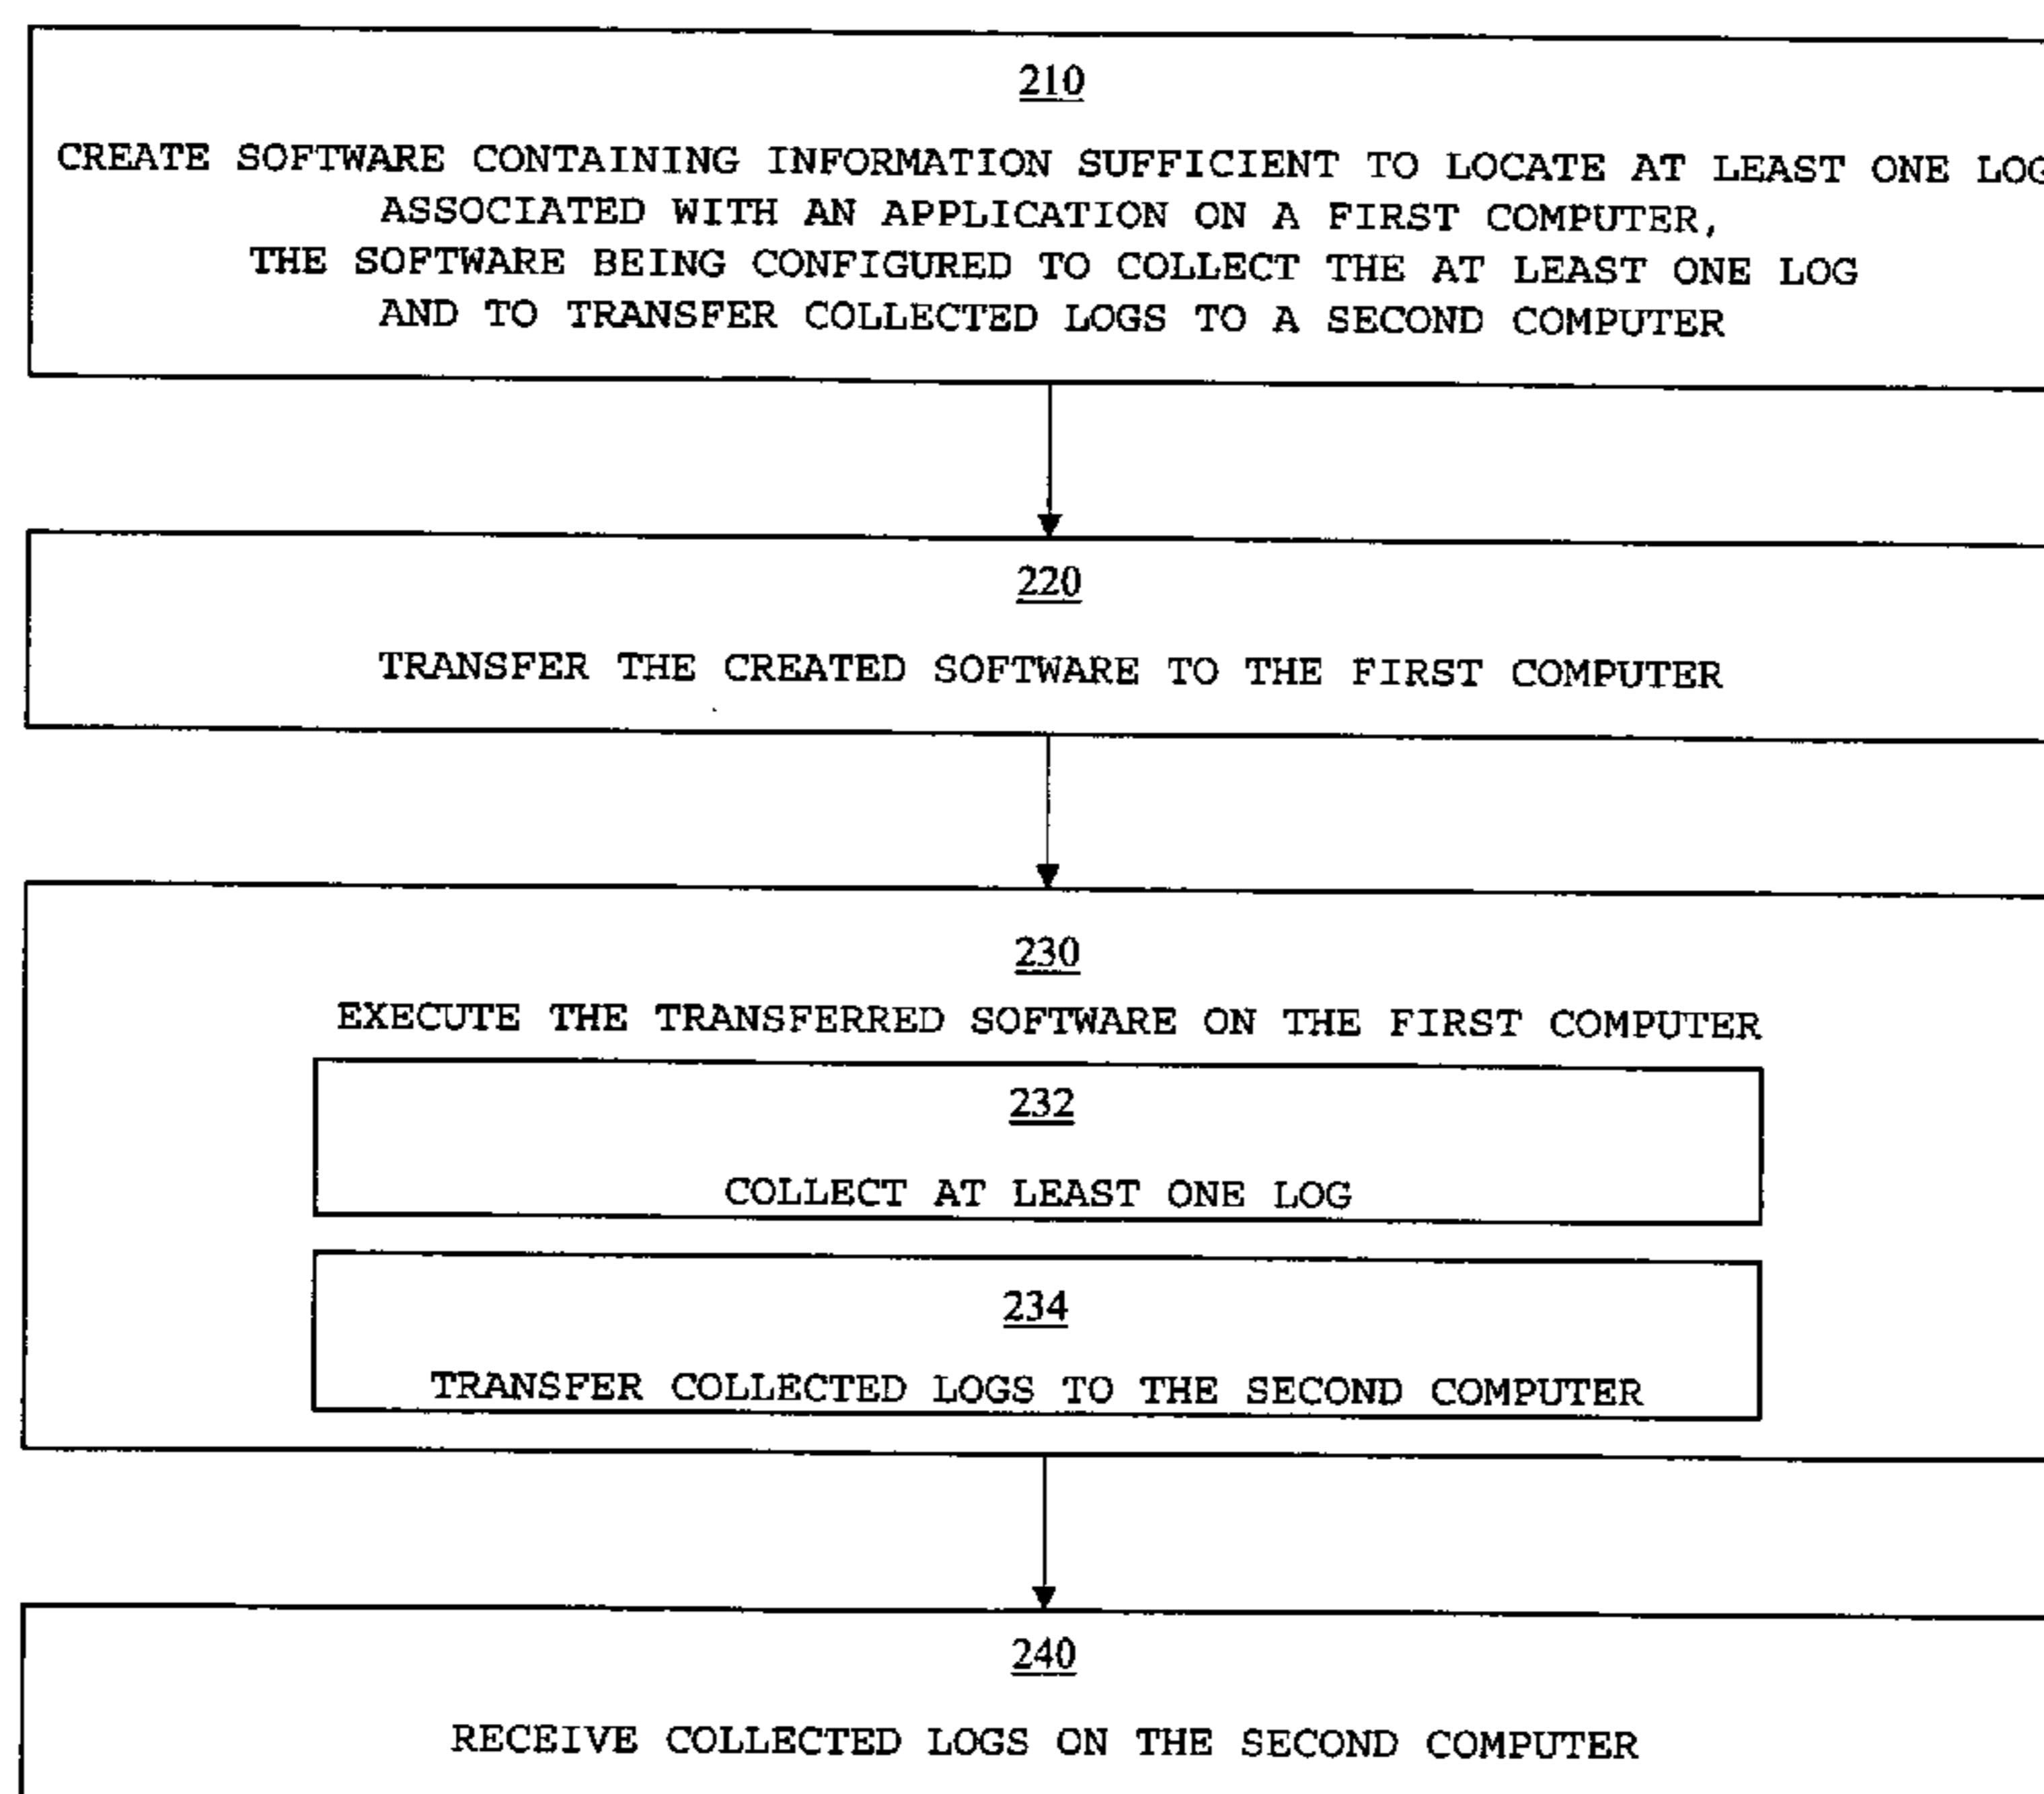 210
CREATE SOFTWARE CONTAINING INFORMATION SUFFICIENT TO LOCATE AT LEAST ONE LOG
ASSOCIATED WITH AN APPLICATION ON A FIRST COMPUTER,
THE SOFTWARE BEING CONFIGURED TO COLLECT THE AT LEAST ONE LOG
AND TO TRANSFER COLLECTED LOGS TO A SECOND COMPUTER
220
TRANSFER THE CREATED SOFTWARE TO THE FIRST COMPUTER
230
EXECUTE THE TRANSFERRED SOFTWARE ON THE FIRST COMPUTER
232
COLLECT AT LEAST ONE LOG
234
TRANSFER COLLECTED LOGS TO THE SECOND COMPUTER
240
RECEIVE COLLECTED LOGS ON THE SECOND COMPUTER